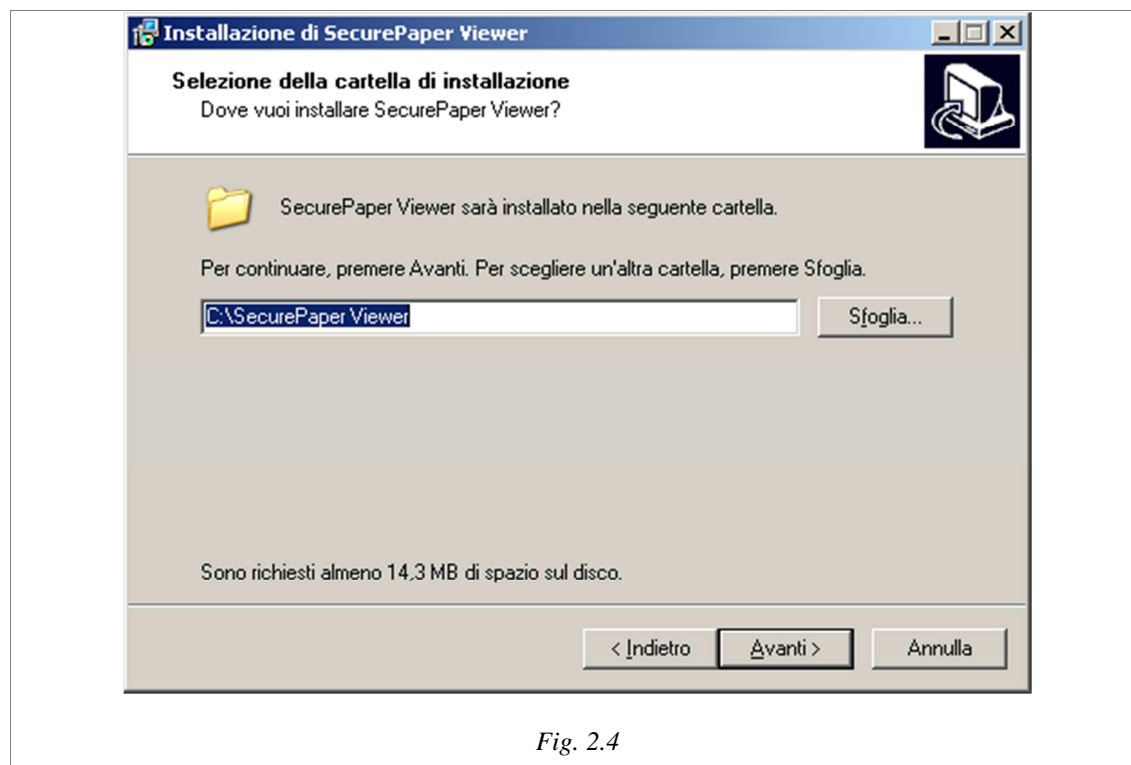 Installazione di SecurePaper Viewer
Selezione della cartella di installazione
Dove vuoi installare SecurePaper Viewer?
SecurePaper Viewer sarà installato nella seguente cartella.
Per continuare, premere Avanti. Per scegliere un'altra cartella, premere Sfoglia.
C:\SecurePaper Viewer
Sfoglia...
Sono richiesti almeno 14,3 MB di spazio sul disco.
< Indietro
Avanti >
Annulla
Fig. 2.4